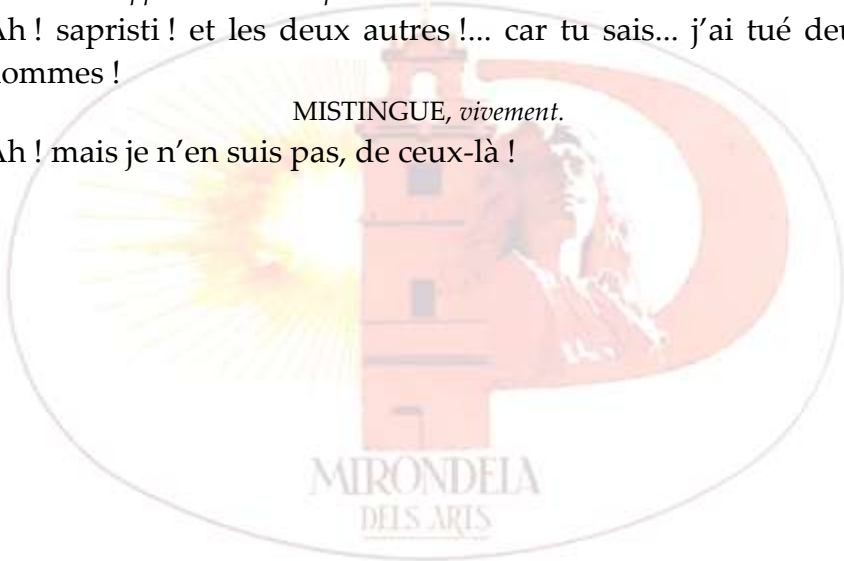 Ah ! sapristi ! et les deux autres !... car tu sais... j’ai tué deu
hommes !
MISTINGUE, vivement.
Ah ! mais je n’en suis pas, de ceux-là !
MIRONDELA
DELS ARTS